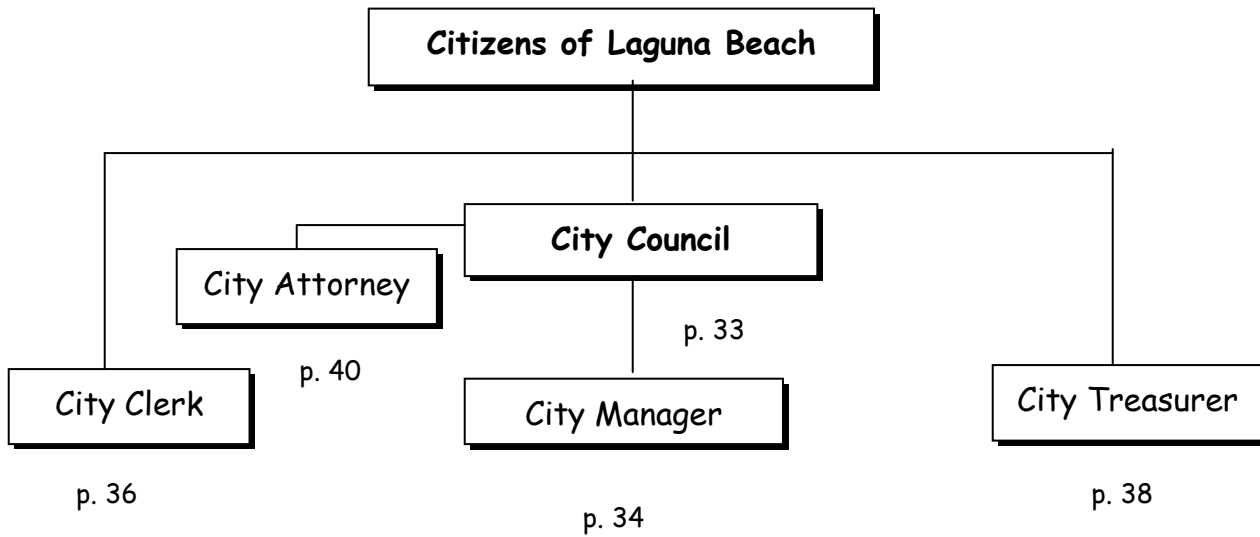 Citizens of Laguna Beach
City Council
City Attorney
p. 33
p. 40
City Clerk
City Manager
City Treasurer
p. 36
p. 34
p. 38